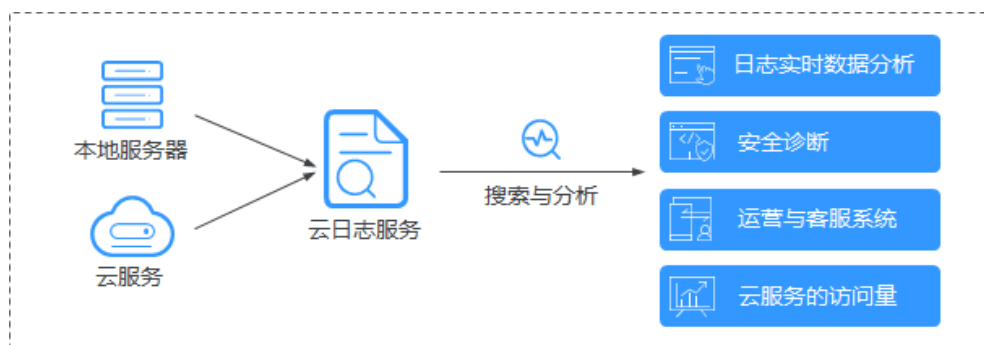 本地服务器
云服务
云日志服务
搜索与分析
日志实时数据分析
安全诊断
运营与客服系统
云服务的访问量